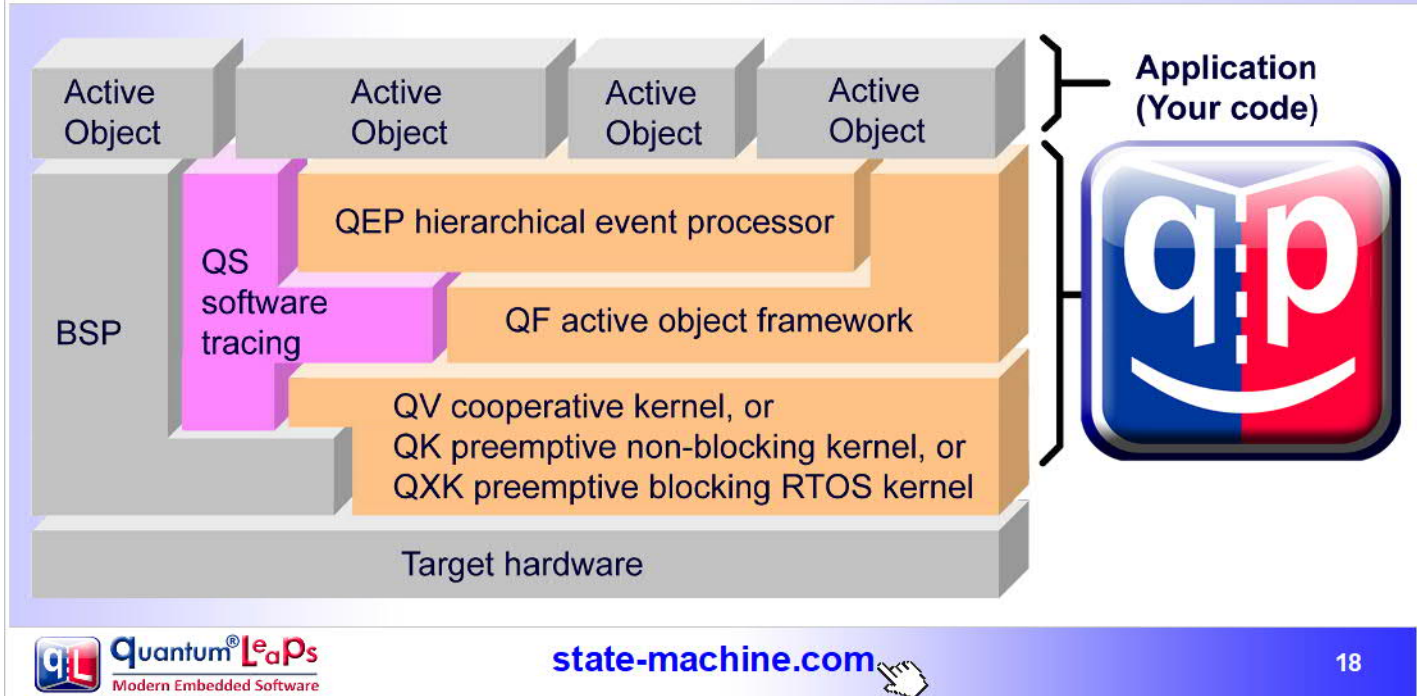 Active
Object
Active
Object
Active
Object
Active
Object
Application
(Your code)
BSP
QS
software
tracing
QEP hierarchical event processor
QF active object framework
QV cooperative kernel, or
QK preemptive non-blocking kernel, or
QXK preemptive blocking RTOS kernel
Target hardware
qp
qL
quantum® LeaPs
Modern Embedded Software
state-machine.com
18